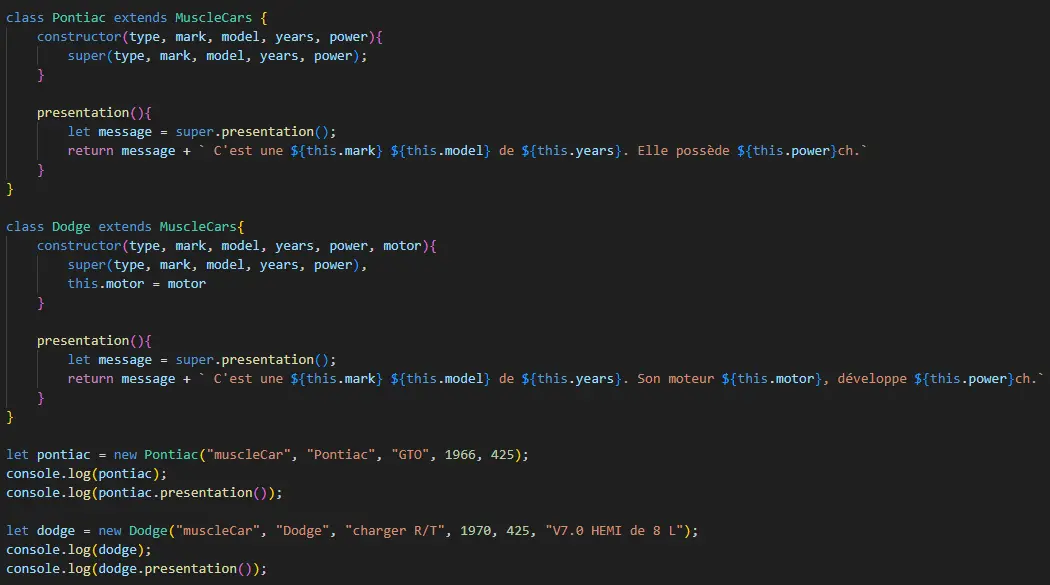 class Pontiac extends MuscleCars {
    constructor(type, mark, model, years, power){
        super(type, mark, model, years, power);
    }

    presentation(){
        let message = super.presentation();
        return message + ` C'est une ${this.mark} ${this.model} de ${this.years}. Elle possède ${this.power}ch.`
    }
}

class Dodge extends MuscleCars{
    constructor(type, mark, model, years, power, motor){
        super(type, mark, model, years, power),
        this.motor = motor
    }

    presentation(){
        let message = super.presentation();
        return message + ` C'est une ${this.mark} ${this.model} de ${this.years}. Son moteur ${this.motor}, développe ${this.power}ch.`
    }
}

let pontiac = new Pontiac("muscleCar", "Pontiac", "GTO", 1966, 425);
console.log(pontiac);
console.log(pontiac.presentation());

let dodge = new Dodge("muscleCar", "Dodge", "charger R/T", 1970, 425, "V7.0 HEMI de 8 L");
console.log(dodge);
console.log(dodge.presentation());